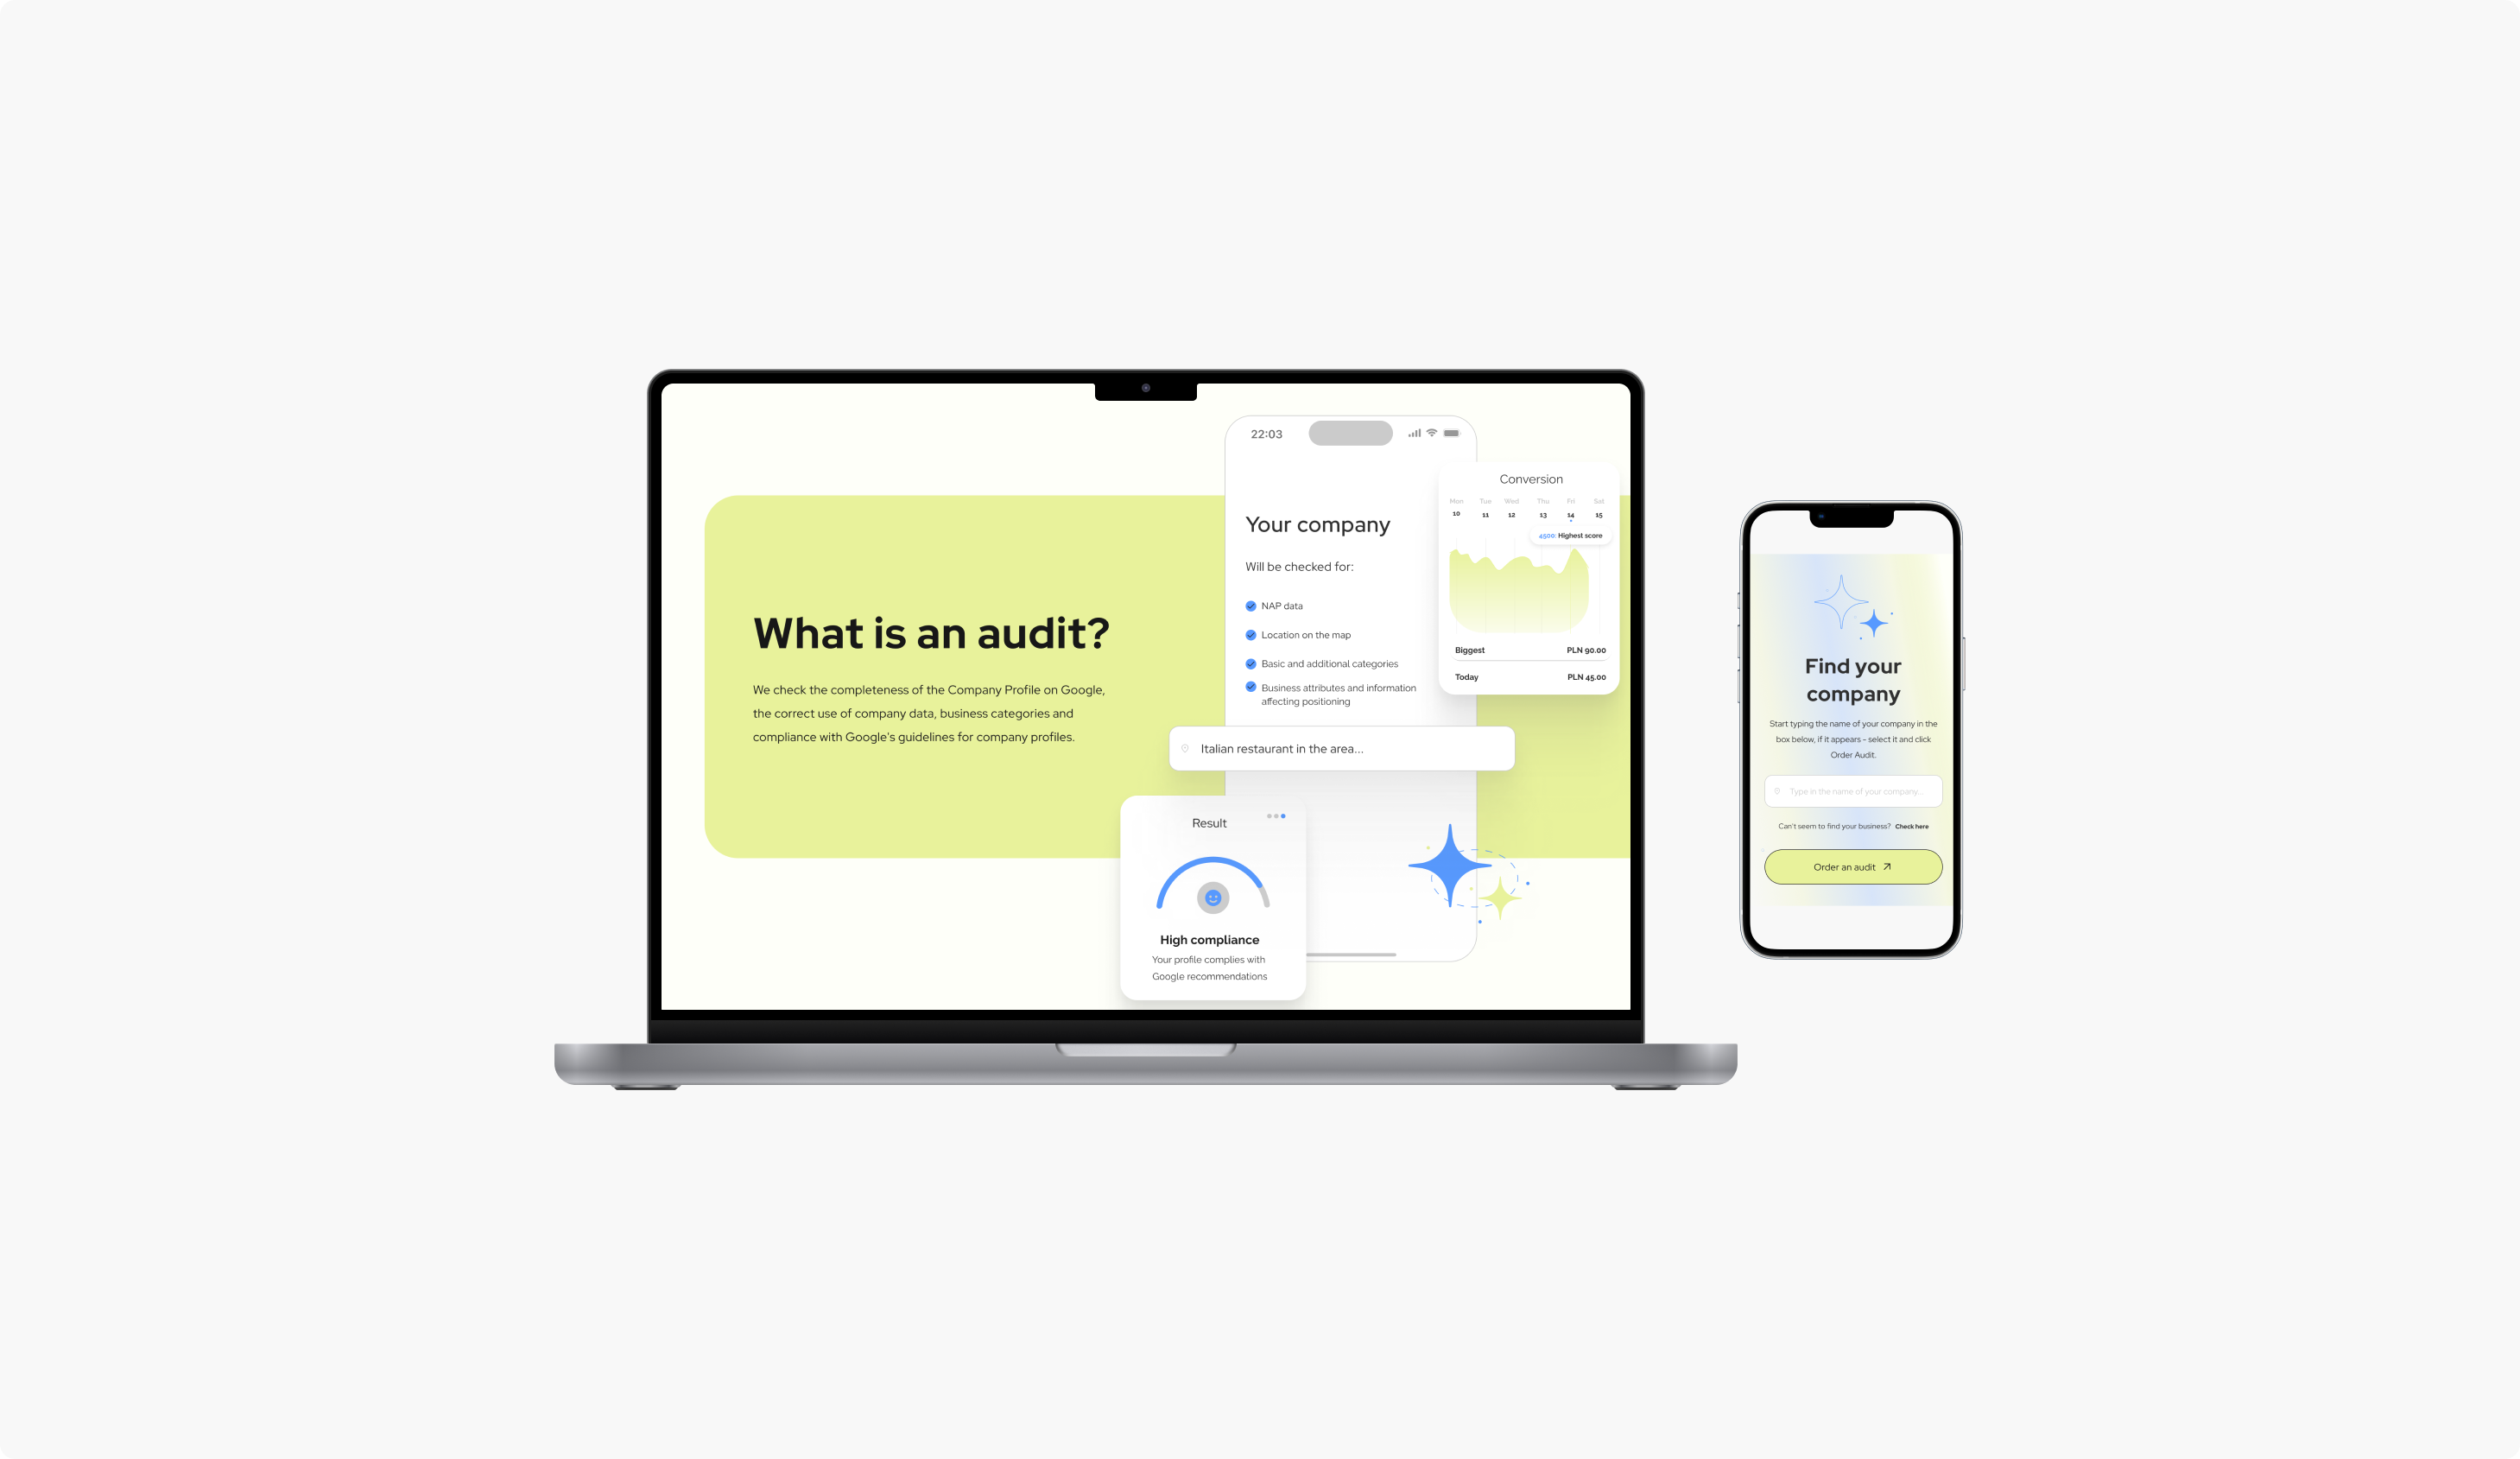 What is an audit?
We check the completeness of the Company Profile on Google,
the correct use of company data, business categories and
compliance with Google's guidelines for company profiles.
22:03
Your company
Will be checked for:
NAP data
Location on the map
Basic and additional categories
Business attributes and information
affecting positioning
Conversion
Mon Tue Wed Thu Fri Sat
10 11 12 13 14 15
4500 Highest score
Biggest PLN 90.00
Today PLN 45.00
Italian restaurant in the area...
Result
High compliance
Your profile complies with
Google recommendations
Find your
company
Start typing the name of your company in the
box below, if it appears - select it and click
Order Audit.
Type in the name of your company...
Can't seem to find your business? Check here
Order an audit